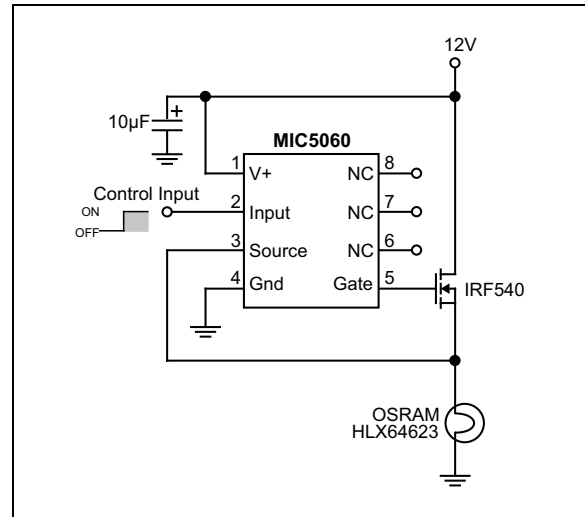 12V
10µF
+
MIC5060
1 V+ NC 8
Control Input
ON
OFF
2 Input NC 7
3 Source NC 6
4 Gnd Gate 5
IRF540
OSRAM
HLX64623